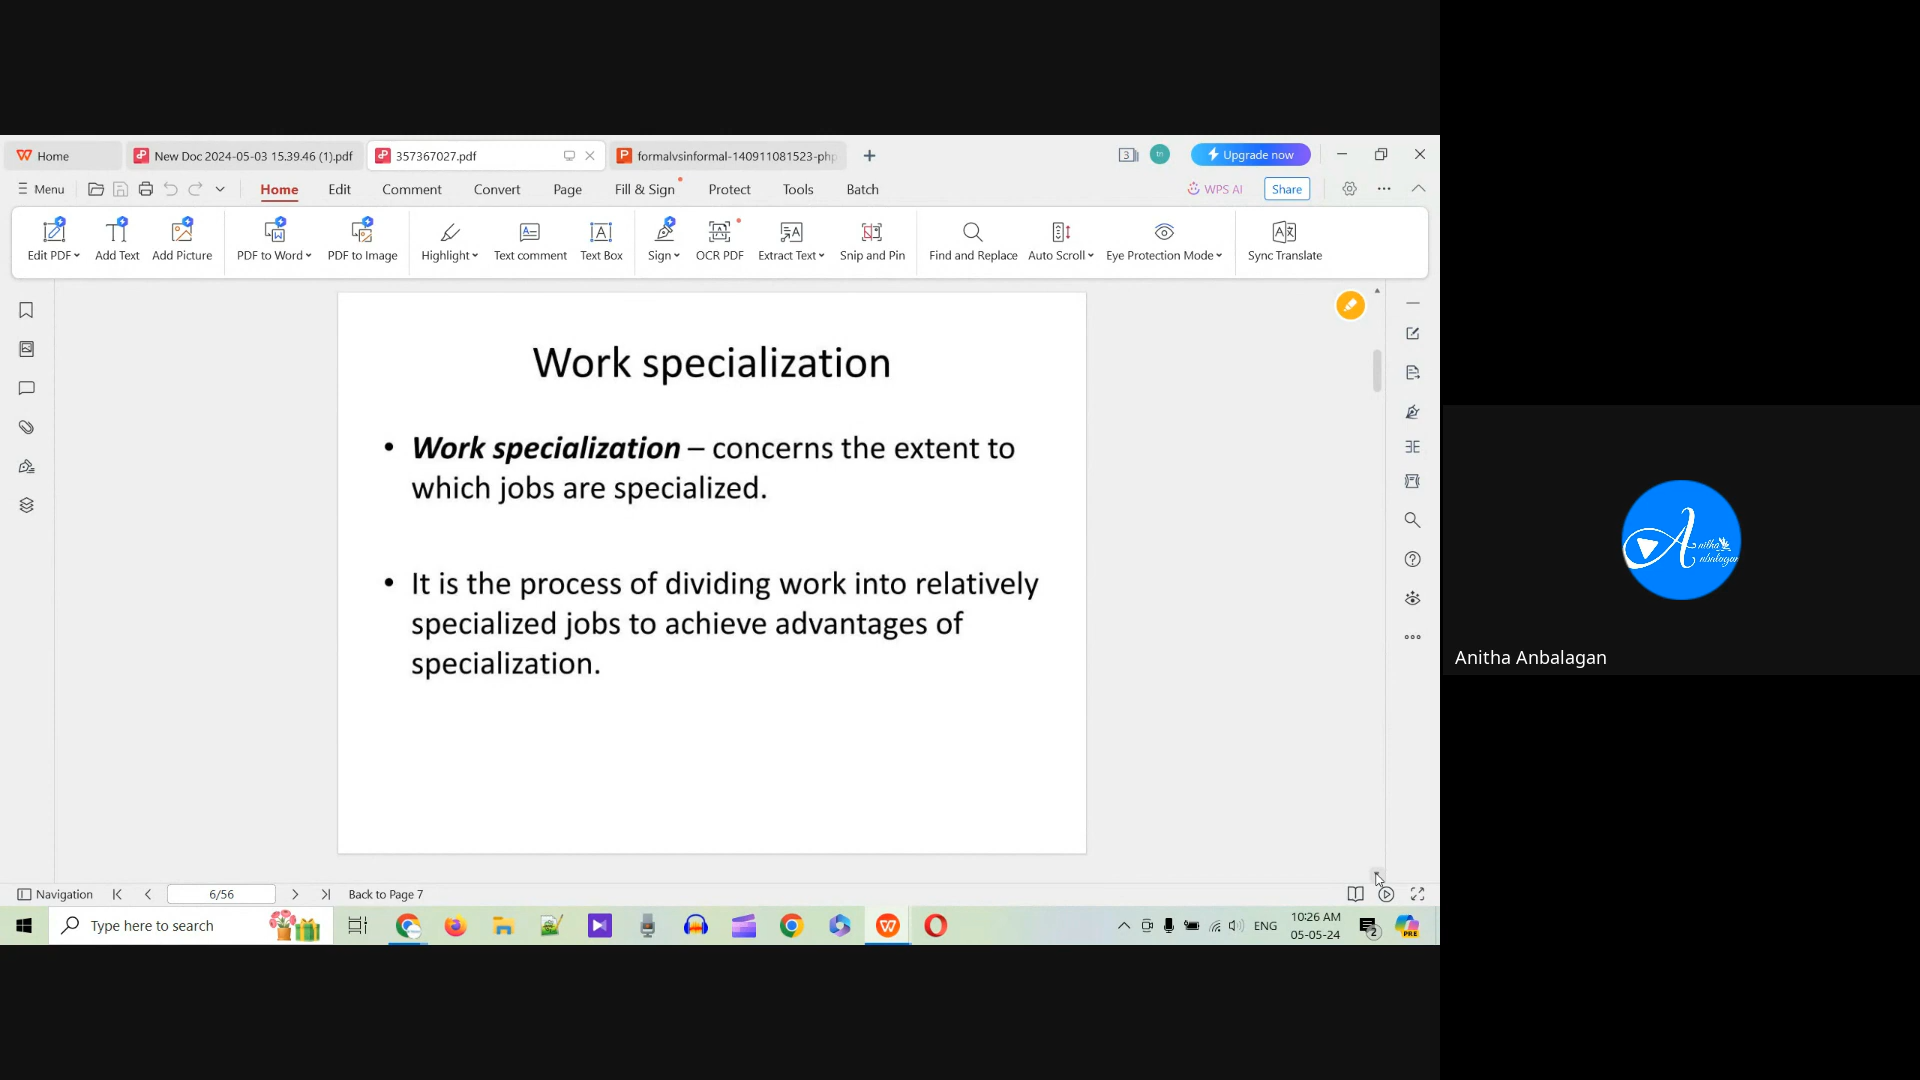 Home
New Doc 2024-05-03 15.39.46 (1).pdf
357367027.pdf
formalvsinformal-140911081523-php
3
Upgrade now
Menu
Home Edit Comment Convert Page Fill & Sign Protect Tools Batch
WPS AI
Share
Edit PDF Add Text Add Picture PDF to Word PDF to Image Highlight Text comment Text Box Sign OCR PDF Extract Text Snip and Pin Find and Replace Auto Scroll Eye Protection Mode Sync Translate
Work specialization
• Work specialization – concerns the extent to
which jobs are specialized.
• It is the process of dividing work into relatively
specialized jobs to achieve advantages of
specialization.
Anitha
Anitha Anbalagan
Navigation 6/56 Back to Page 7
Type here to search
ENG
10:26 AM
05-05-24
2
PRE